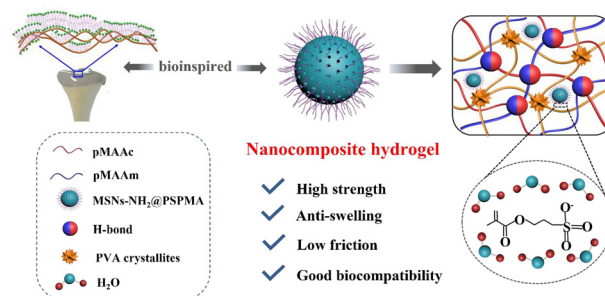 bioinspired
pMAAc
pMAAm
MSNs-NH₂@PSPMA
H-bond
PVA crystallites
H₂O
Nanocomposite hydrogel
High strength
Anti-swelling
Low friction
Good biocompatibility
O
O
O⁻
O=S=O